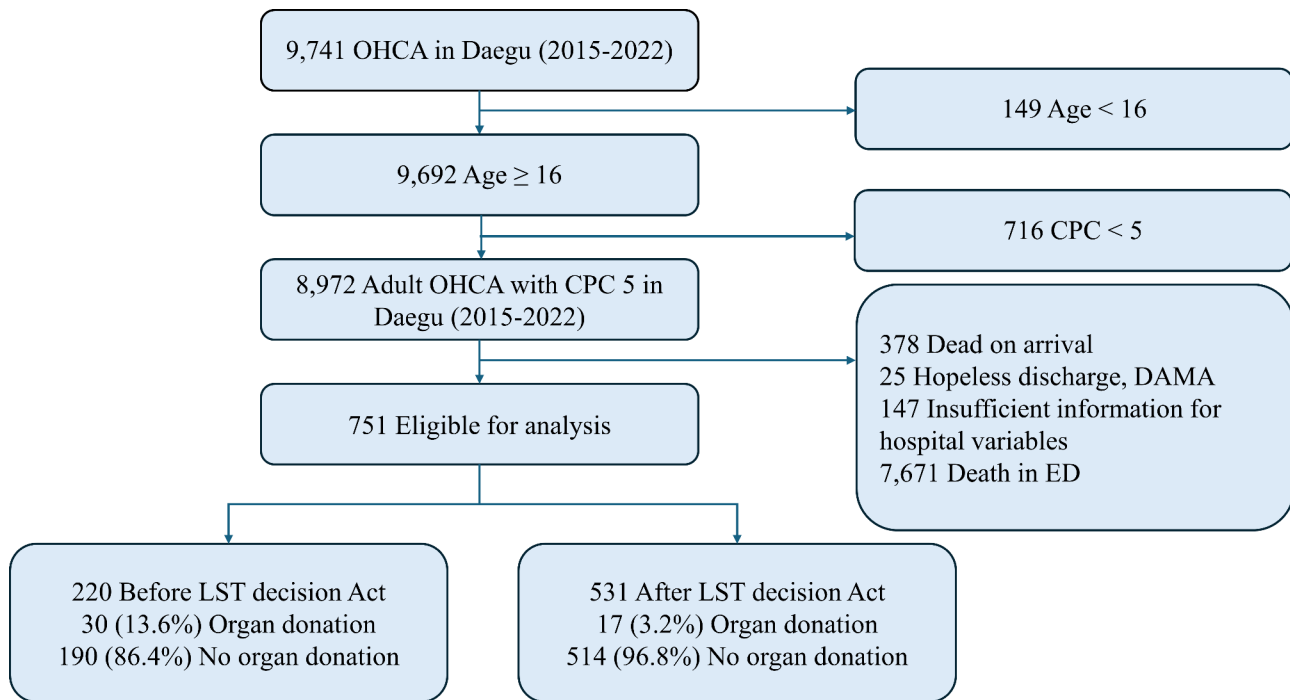 9,741 OHCA in Daegu (2015-2022)
149 Age < 16
9,692 Age ≥ 16
716 CPC < 5
8,972 Adult OHCA with CPC 5 in
Daegu (2015-2022)
378 Dead on arrival
25 Hopeless discharge, DAMA
147 Insufficient information for
hospital variables
7,671 Death in ED
751 Eligible for analysis
220 Before LST decision Act
30 (13.6%) Organ donation
190 (86.4%) No organ donation
531 After LST decision Act
17 (3.2%) Organ donation
514 (96.8%) No organ donation